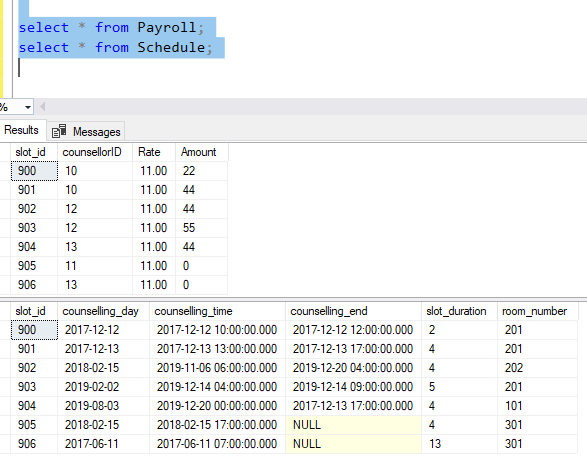 select * from Payroll;
select * from Schedule;
%
Results Messages
slot_id counsellorID Rate Amount
900 10 11.00 22
901 10 11.00 44
902 12 11.00 44
903 12 11.00 55
904 13 11.00 44
905 11 11.00 0
906 13 11.00 0
slot_id counselling_day counselling_time counselling_end slot_duration room_number
900 2017-12-12 2017-12-12 10:00:00.000 2017-12-12 12:00:00.000 2 201
901 2017-12-13 2017-12-13 13:00:00.000 2017-12-13 17:00:00.000 4 201
902 2018-02-15 2019-11-06 06:00:00.000 2019-12-20 04:00:00.000 4 202
903 2019-02-02 2019-12-14 04:00:00.000 2019-12-14 09:00:00.000 5 201
904 2019-08-03 2019-12-20 00:00:00.000 2017-12-13 17:00:00.000 4 101
905 2018-02-15 2018-02-15 17:00:00.000 NULL 4 301
906 2017-06-11 2017-06-11 07:00:00.000 NULL 13 301